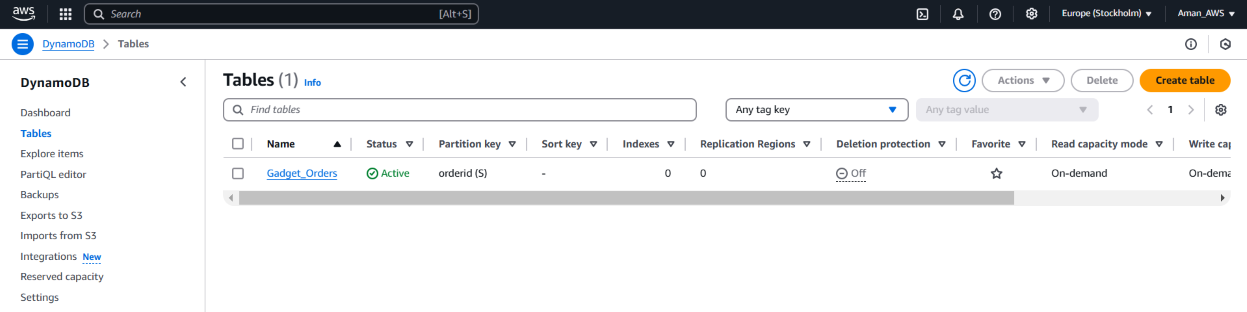 aws Search [Alt+S] Europe (Stockholm) Aman_AWS
DynamoDB Tables
DynamoDB
Dashboard
Tables
Explore items
PartiQL editor
Backups
Exports to S3
Imports from S3
Integrations New
Reserved capacity
Settings
Tables (1) Info
Actions Delete Create table
Find tables Any tag key Any tag value 1
Name Status Partition key Sort key Indexes Replication Regions Deletion protection Favorite Read capacity mode Write cap
Gadget_Orders Active orderid (S) - 0 0 Off On-demand On-dema